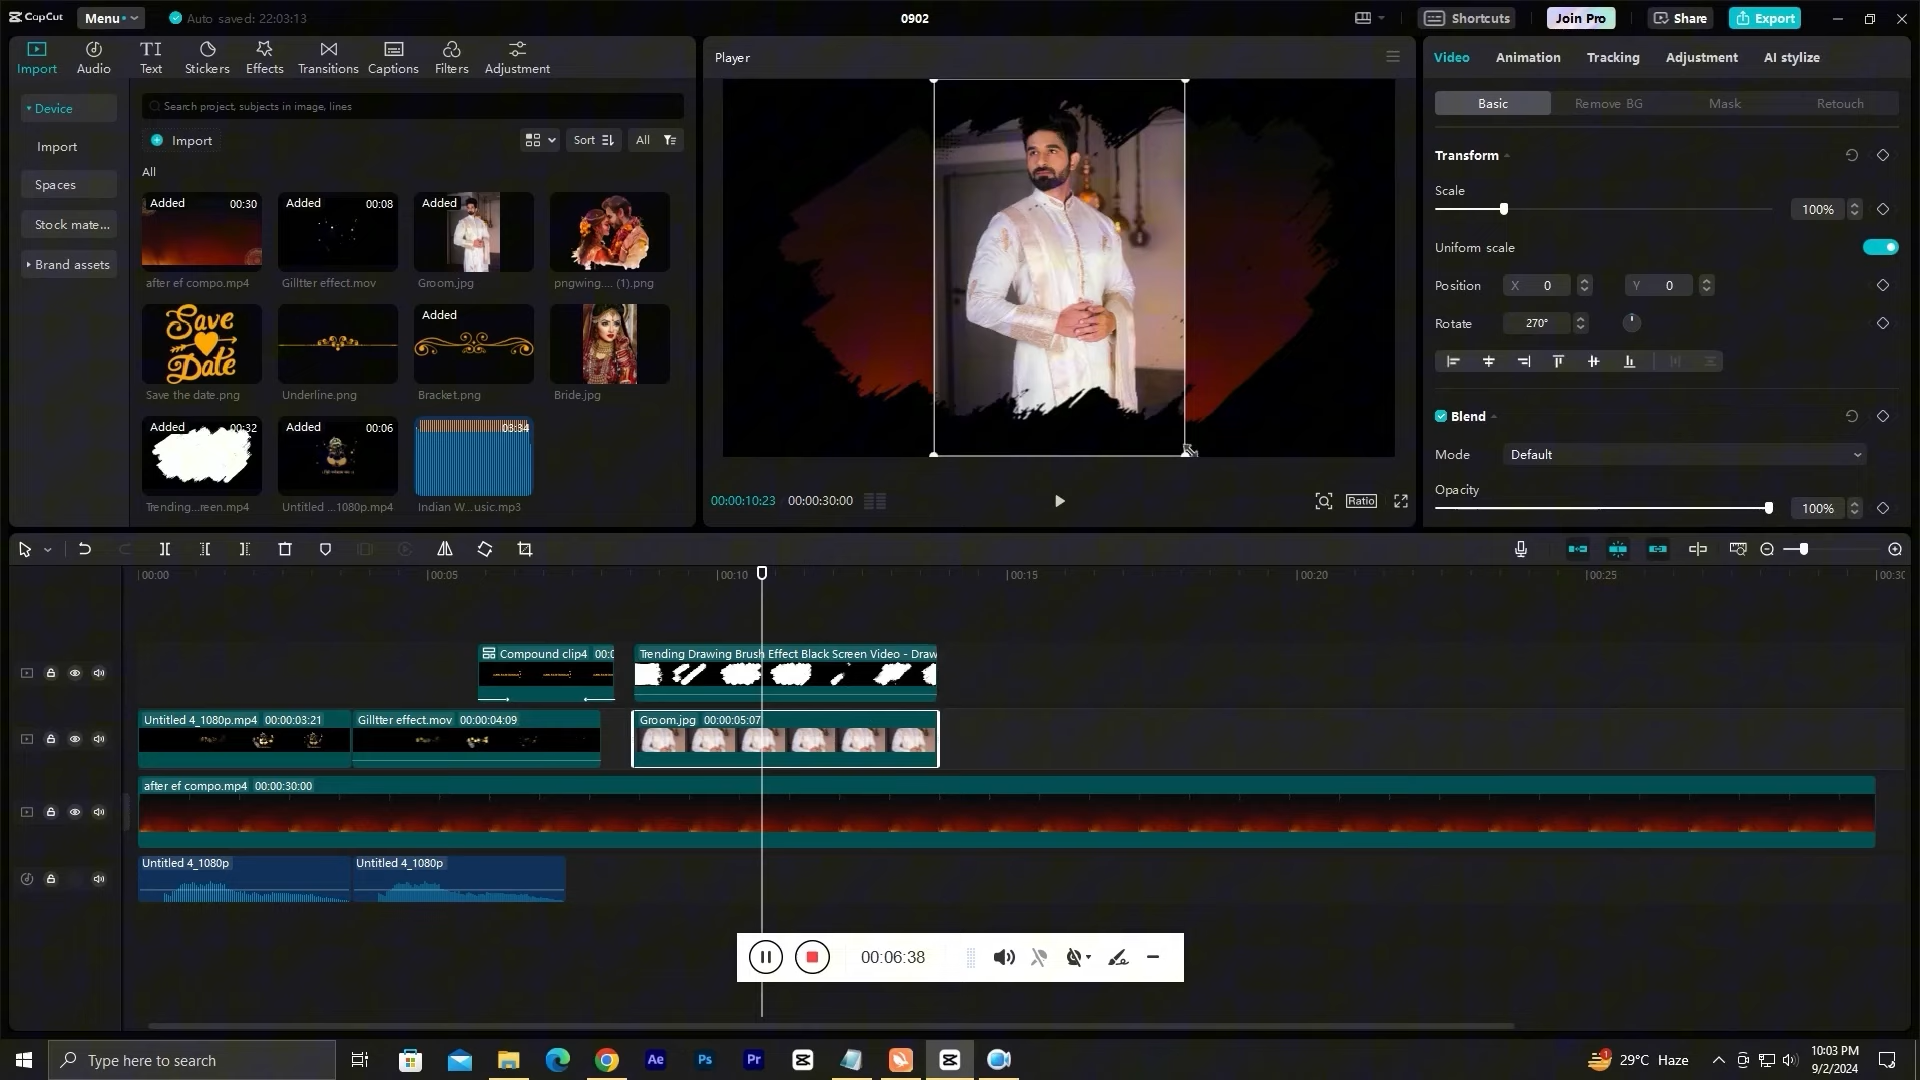 CapCut
Menu
Auto saved: 22:03:13
0902
Shortcuts
Join Pro
Share
Export
Import
Audio
TI
Text
Stickers
Effects
Transitions
Captions
Filters
Adjustment
Device
Import
Spaces
Stock mate...
Brand assets
Search project, subjects in image, lines
Import
Sort
All
All
Added 00:30
after ef compo.mp4
Added 00:08
Gilltter effect.mov
Added
Groom.jpg
pngwing.... (1).png
Save the Date
Save the date.png
Underline.png
Added
Bracket.png
Bride.jpg
Added 00:32
Trending...reen.mp4
Added 00:06
Untitled ...1080p.mp4
03:34
Indian W...usic.mp3
Player
00:00:10:23 00:00:30:00
Ratio
Video
Animation
Tracking
Adjustment
AI stylize
Basic
Remove BG
Mask
Retouch
Transform
Scale
100%
Uniform scale
Position X 0 Y 0
Rotate 270°
Blend
Mode Default
Opacity
100%
00:00
00:05
00:10
00:15
00:20
00:25
00:30
Compound clip4 00:0
Trending Drawing Brush Effect Black Screen Video - Draw
Untitled 4_1080p.mp4 00:00:03:21
Gilltter effect.mov 00:00:04:09
Groom.jpg 00:00:05:07
after ef compo.mp4 00:00:30:00
Untitled 4_1080p
Untitled 4_1080p
00:06:38
Type here to search
Ae
Ps
Pr
1
29°C Haze
10:03 PM
9/2/2024